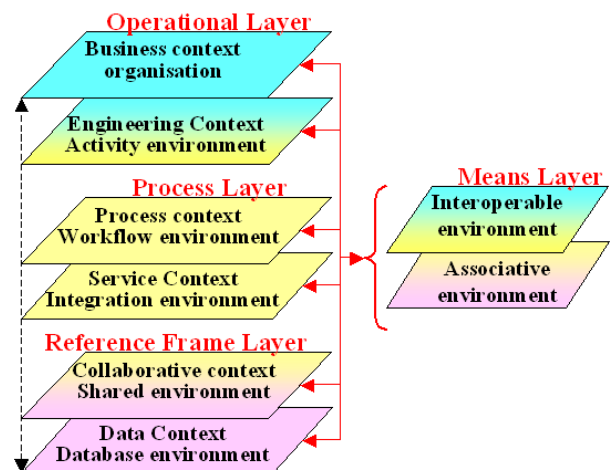 Operational Layer
Business context
organisation
Engineering Context
Activity environment
Process Layer
Process context
Workflow environment
Service Context
Integration environment
Reference Frame Layer
Collaborative context
Shared environment
Data Context
Database environment
Means Layer
Interoperable
environment
Associative
environment